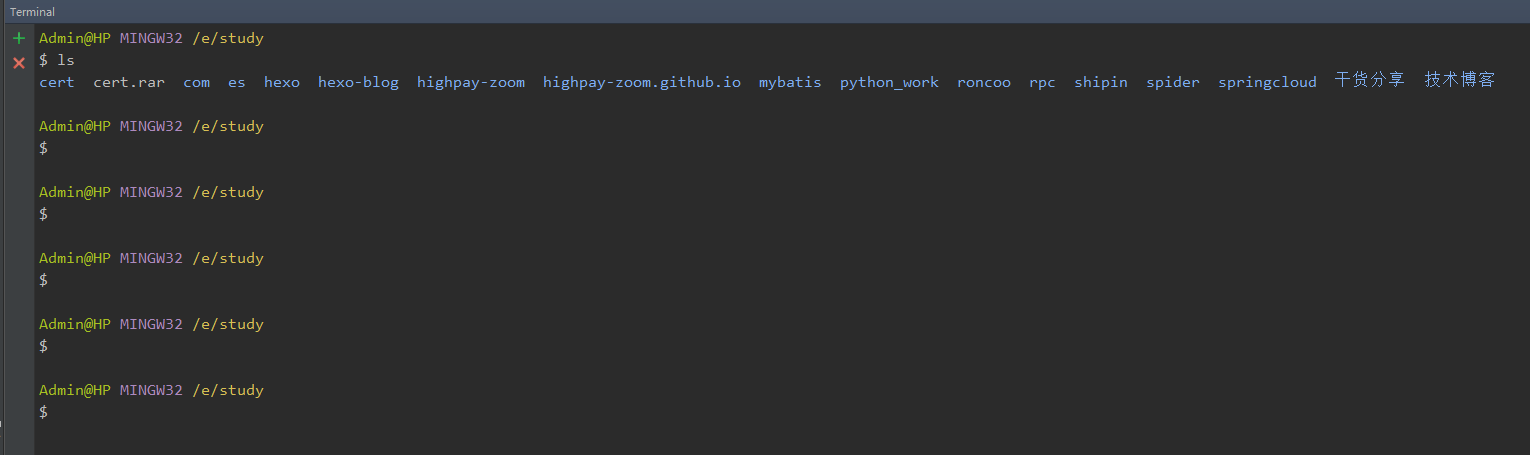 Terminal
Admin@HP MINGW32 /e/study
$ ls
cert cert.rar com es hexo hexo-blog highpay-zoom highpay-zoom.github.io mybatis python_work roncoo rpc shipin spider springcloud 干货分享 技术博客
Admin@HP MINGW32 /e/study
$
Admin@HP MINGW32 /e/study
$
Admin@HP MINGW32 /e/study
$
Admin@HP MINGW32 /e/study
$
Admin@HP MINGW32 /e/study
$